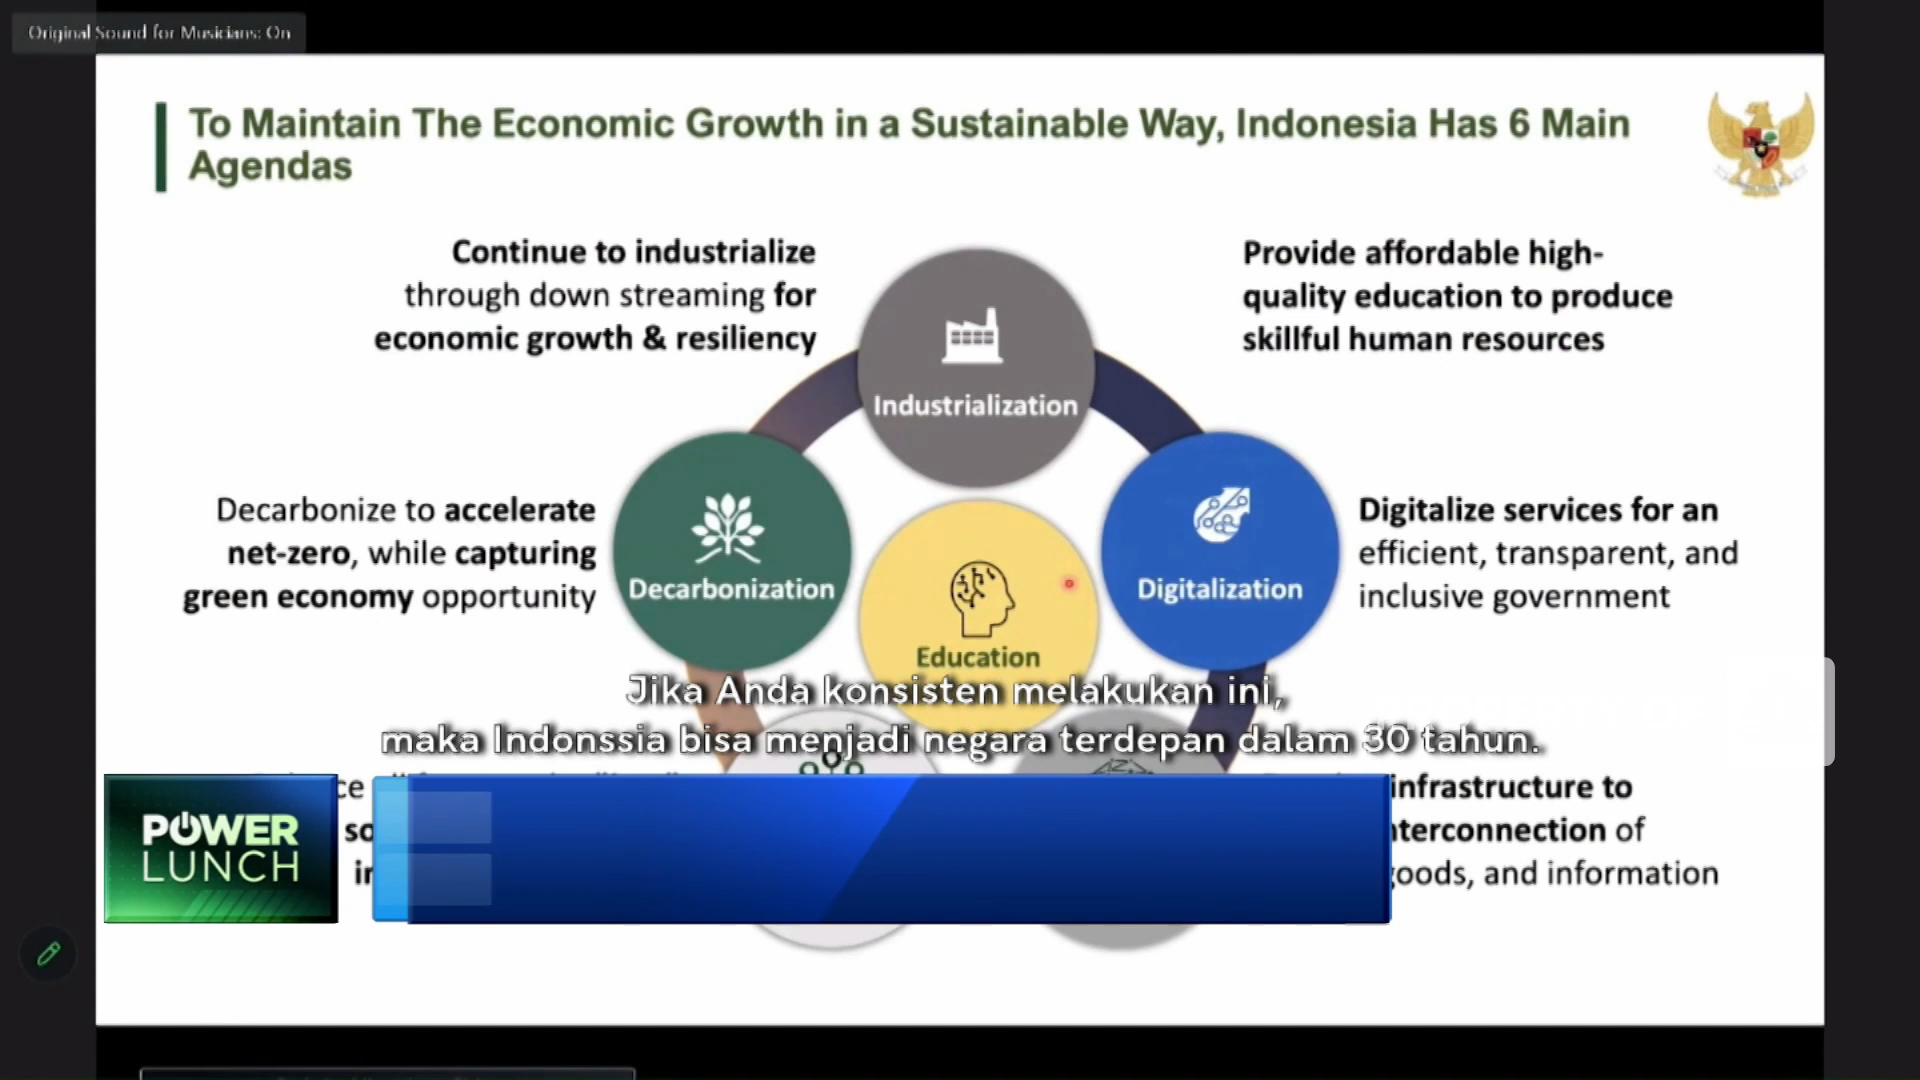 Original Sound for Musicians: On
To Maintain The Economic Growth in a Sustainable Way, Indonesia Has 6 Main
Agendas
Continue to industrialize
through down streaming for
economic growth & resiliency
Provide affordable high-
quality education to produce
skillful human resources
Industrialization
Decarbonize to accelerate
net-zero, while capturing
green economy opportunity
Decarbonization
Education
Digitalization
Digitalize services for an
efficient, transparent, and
inclusive government
Jika Anda konsisten melakukan ini,
maka Indonssia bisa menjadi negara terdepan dalam 30 tahun.
POWER
LUNCH
infrastructure to
of
goods, and information